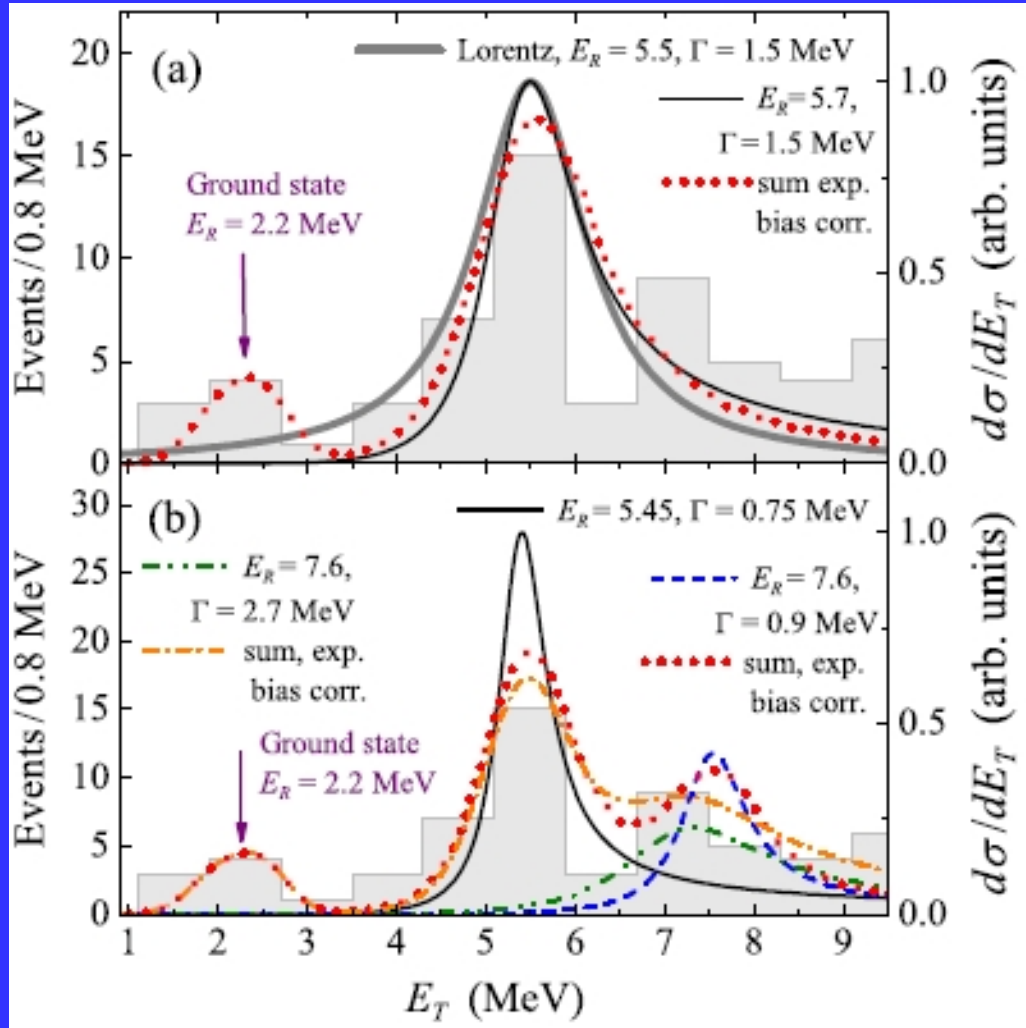 (a)
Lorentz, E_R = 5.5, Γ = 1.5 MeV
E_R = 5.7,
Γ = 1.5 MeV
sum exp.
bias corr.
Ground state
E_R = 2.2 MeV
Events / 0.8 MeV
20
15
10
5
0
1.0
0.5
0.0
dσ/dE_T (arb. units)
(b)
E_R = 5.45, Γ = 0.75 MeV
E_R = 7.6,
Γ = 2.7 MeV
sum, exp.
bias corr.
E_R = 7.6,
Γ = 0.9 MeV
sum, exp.
bias corr.
Ground state
E_R = 2.2 MeV
Events / 0.8 MeV
30
25
20
15
10
5
0
1.0
0.5
0.0
dσ/dE_T (arb. units)
1 2 3 4 5 6 7 8 9
E_T (MeV)